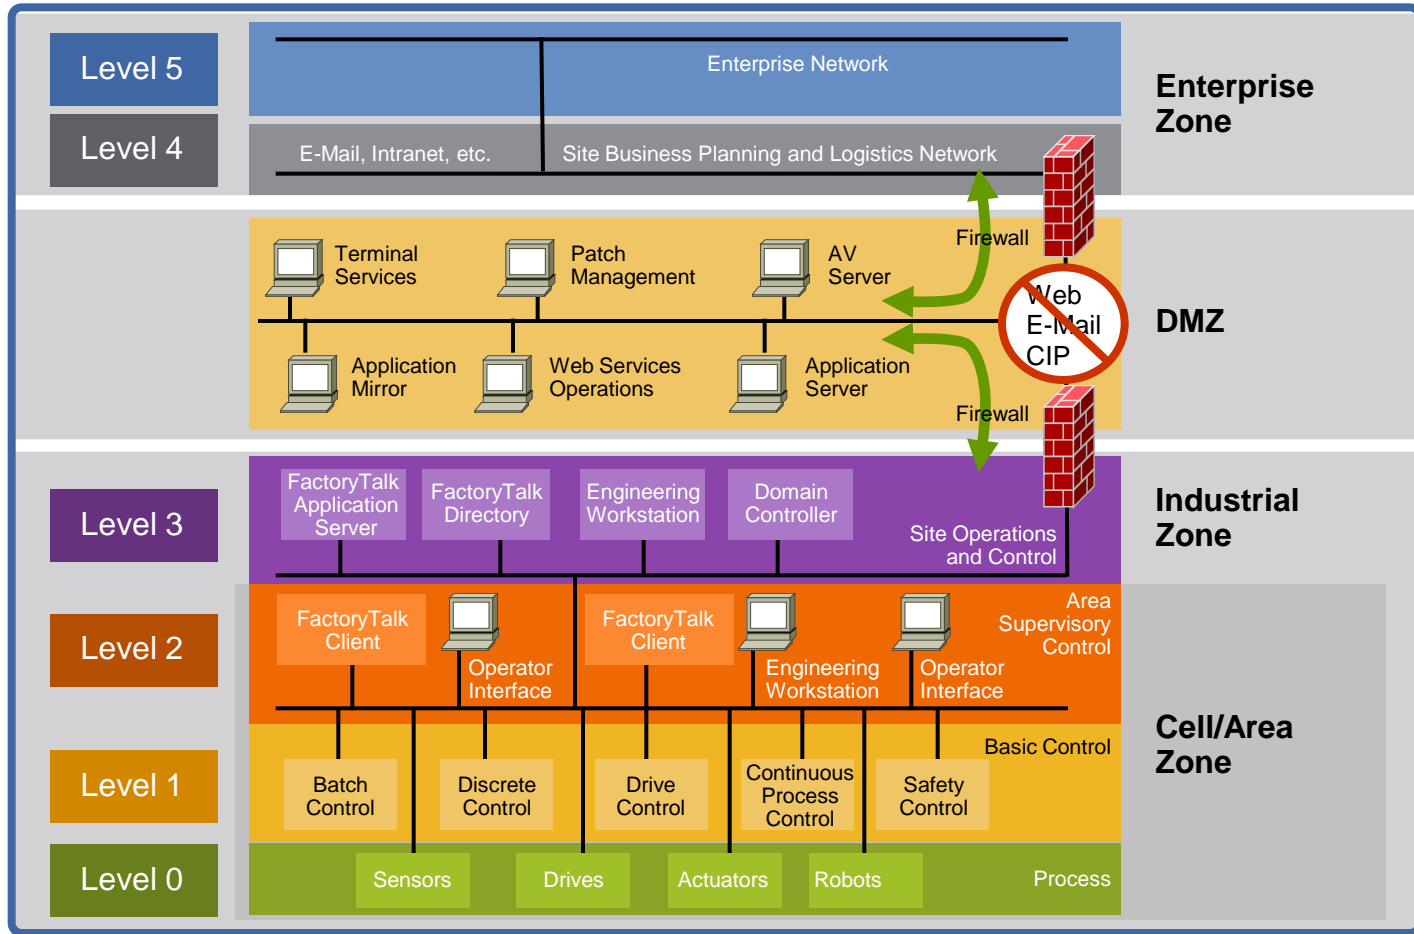 Level 5
Enterprise Network
Enterprise
Zone
Level 4
E-Mail, Intranet, etc.
Site Business Planning and Logistics Network
Terminal
Services
Patch
Management
AV
Server
Firewall
Web
E-Mail
CIP
DMZ
Application
Mirror
Web Services
Operations
Application
Server
Firewall
Level 3
FactoryTalk
Application
Server
FactoryTalk
Directory
Engineering
Workstation
Domain
Controller
Site Operations
and Control
Industrial
Zone
Level 2
FactoryTalk
Client
Operator
Interface
FactoryTalk
Client
Engineering
Workstation
Operator
Interface
Area
Supervisory
Control
Cell/Area
Zone
Level 1
Basic Control
Batch
Control
Discrete
Control
Drive
Control
Continuous
Process
Control
Safety
Control
Level 0
Sensors
Drives
Actuators
Robots
Process